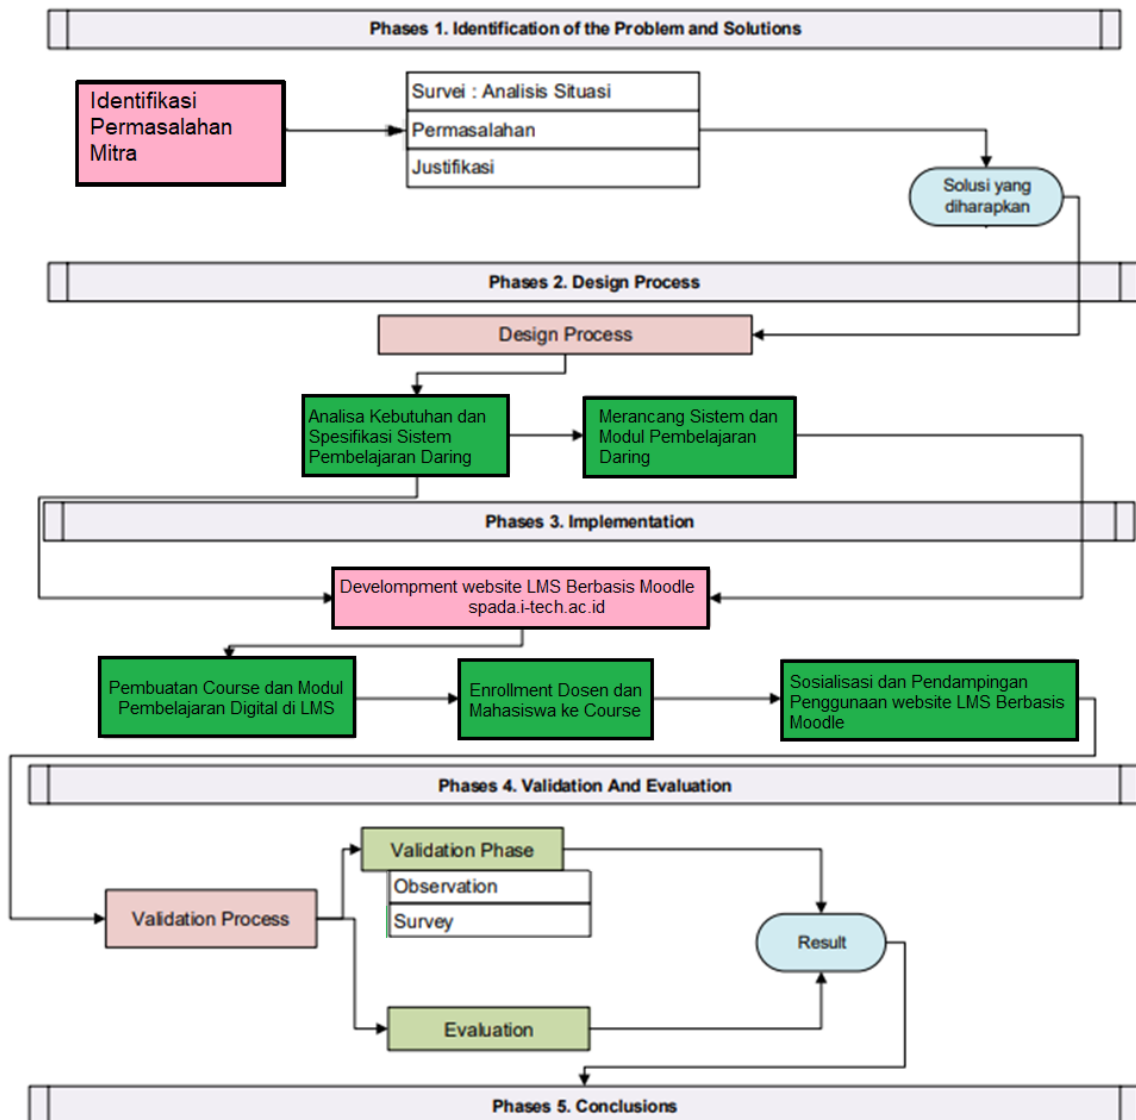 Phases 1. Identification of the Problem and Solutions
Identifikasi
Permasalahan
Mitra
Survei : Analisis Situasi
Permasalahan
Justifikasi
Solusi yang
diharapkan
Phases 2. Design Process
Design Process
Analisa Kebutuhan dan
Spesifikasi Sistem
Pembelajaran Daring
Merancang Sistem dan
Modul Pembelajaran
Daring
Phases 3. Implementation
Develompment website LMS Berbasis Moodle
spada.i-tech.ac.id
Pembuatan Course dan Modul
Pembelajaran Digital di LMS
Enrollment Dosen dan
Mahasiswa ke Course
Sosialisasi dan Pendampingan
Penggunaan website LMS Berbasis
Moodle
Phases 4. Validation And Evaluation
Validation Phase
Observation
Survey
Validation Process
Result
Evaluation
Phases 5. Conclusions